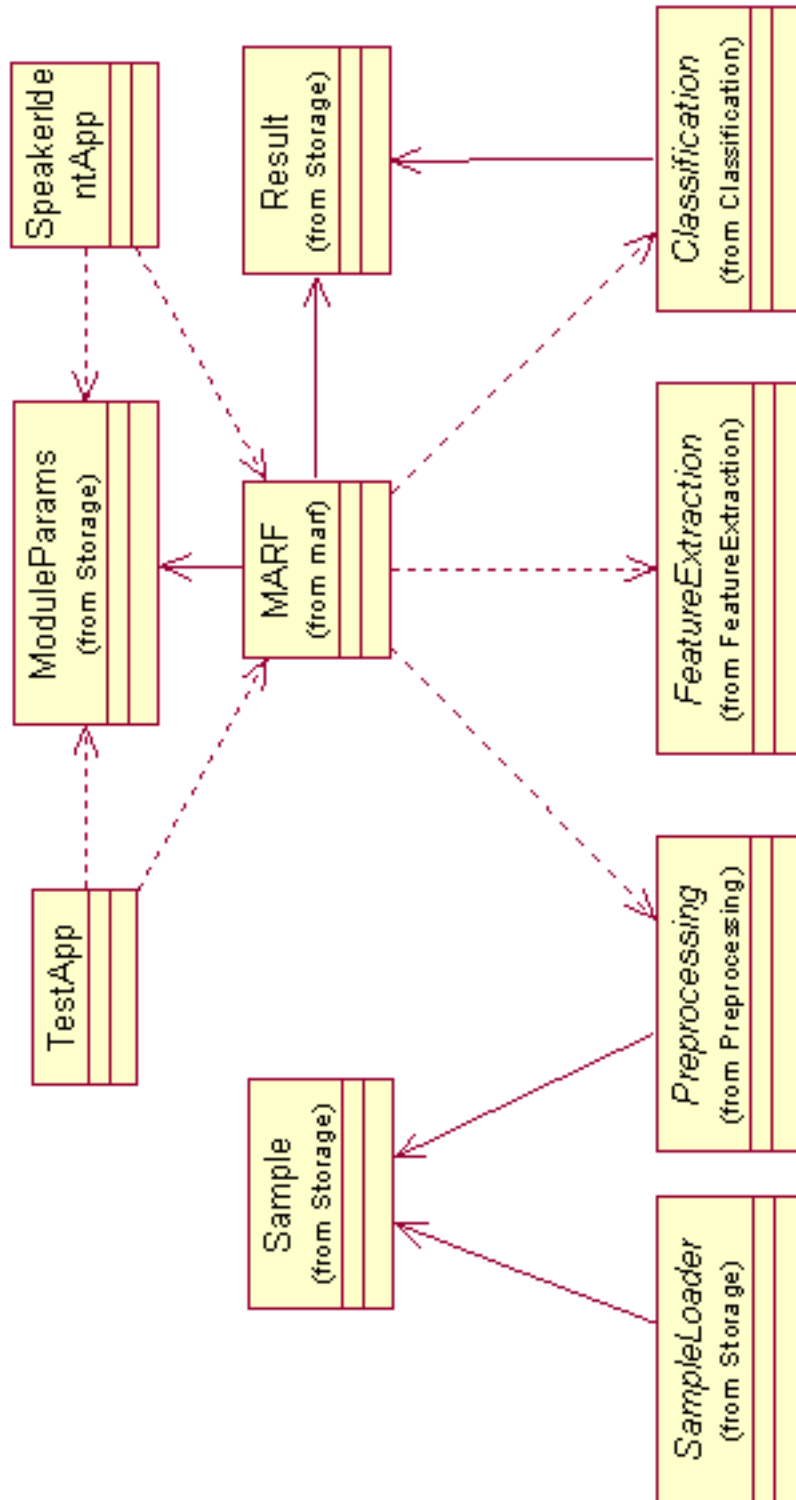 TestApp
ModuleParams
(from Storage)
SpeakerIde
ntApp
Sample
(from Storage)
MARF
(from marf)
Result
(from Storage)
SampleLoader
(from Storage)
Preprocessing
(from Preprocessing)
FeatureExtraction
(from FeatureExtraction)
Classification
(from Classification)